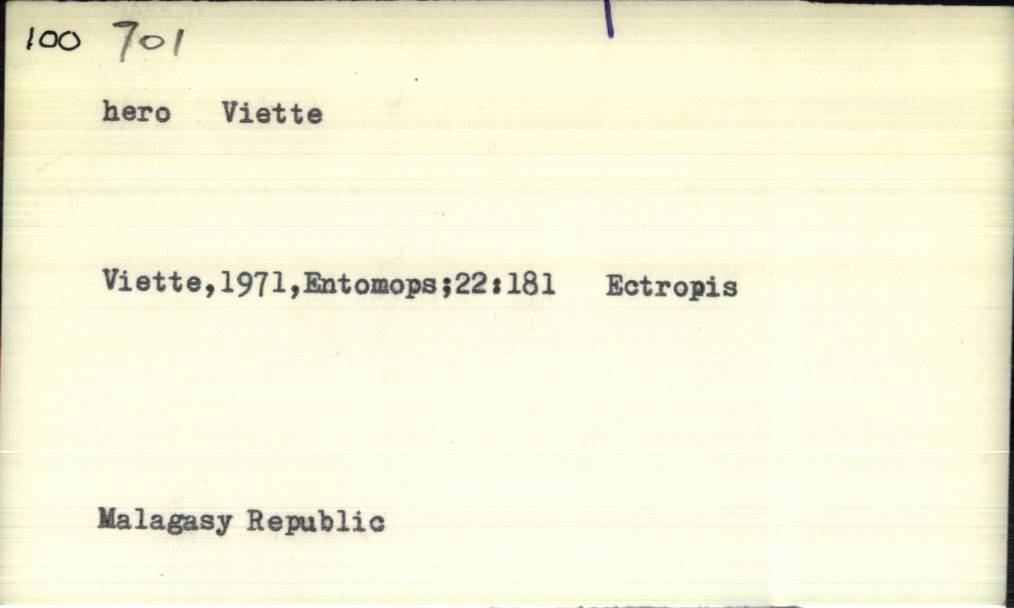 100 701
hero Viette
Viette,1971,Entomops;22:181 Ectropis
Malagasy Republic